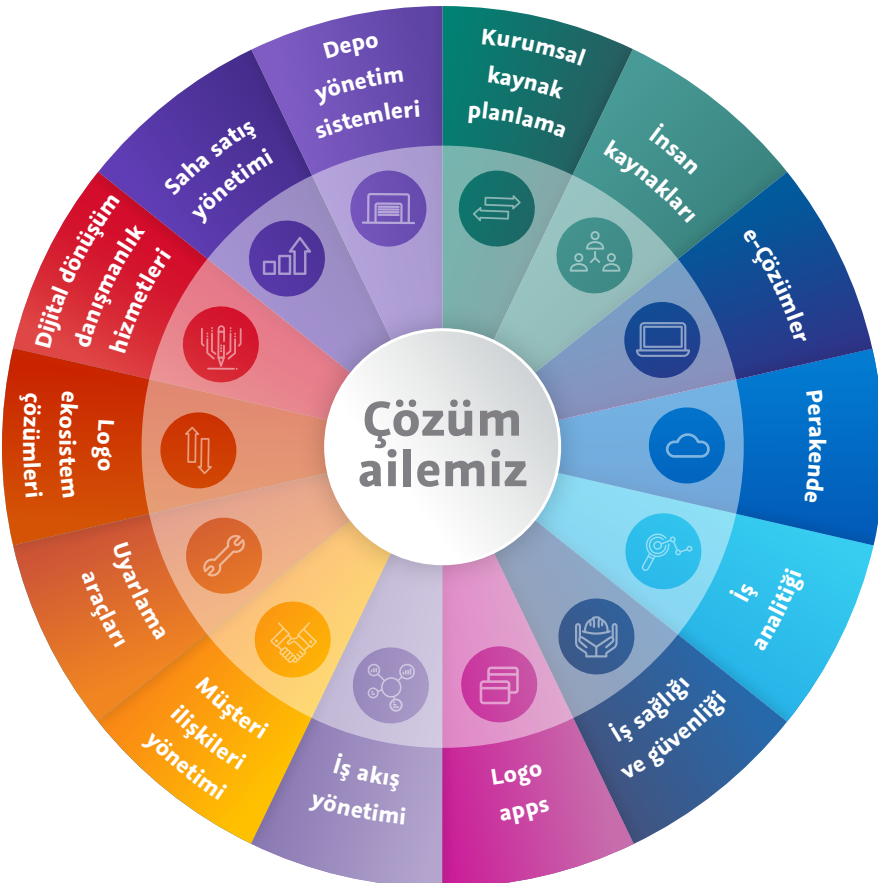 Çözüm
ailemiz
Kurumsal
kaynak
planlama
İnsan
kaynakları
e-Çözümler
Perakende
İş
analitiği
İş sağlığı
ve güvenliği
Logo
apps
İş akış
yönetimi
Müşteri
ilişkileri
yönetimi
Uyarlama
araçları
Logo
ekosistem
çözümleri
Dijital dönüşüm
danışmanlık
hizmetleri
Saha satış
yönetimi
Depo
yönetim
sistemleri